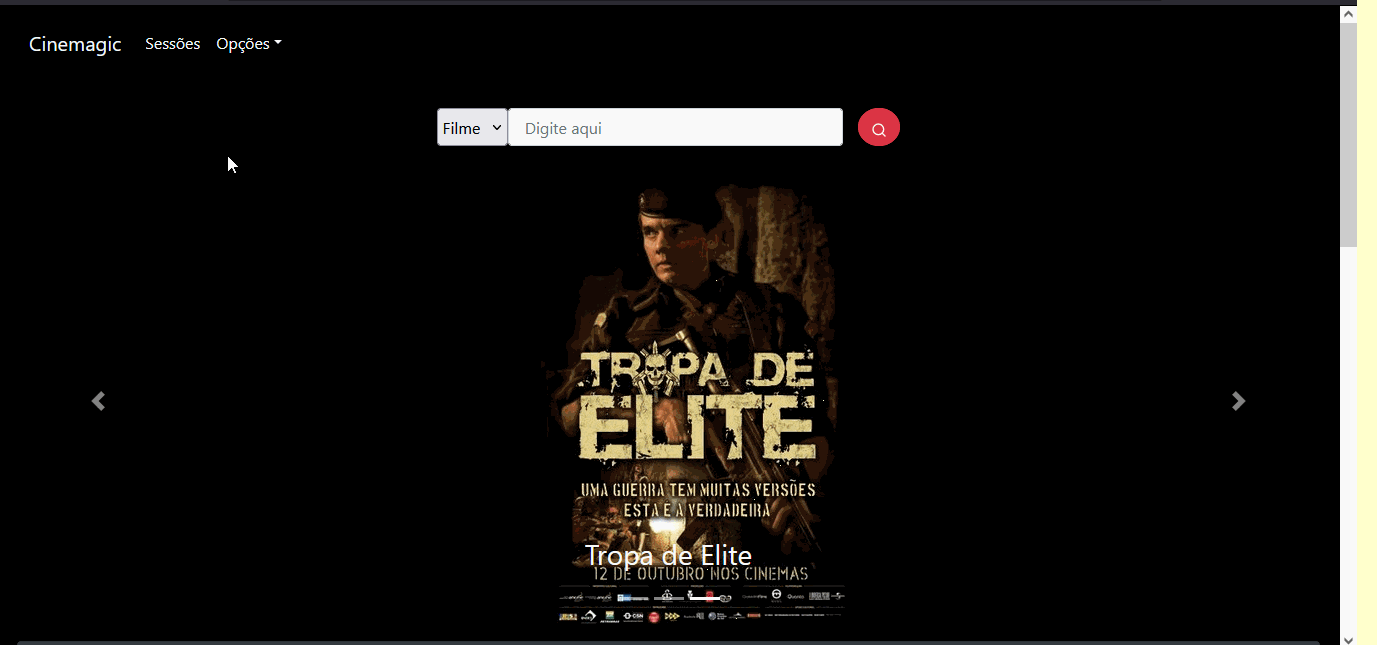 Cinemagic Sessões Opções
Filme Digite aqui
TROPA DE
ELITE
UMA GUERRA TEM MUITAS VERSÕES
ESTA É A VERDADEIRA
Tropa de Elite
12 DE OUTUBRO NOS CINEMAS